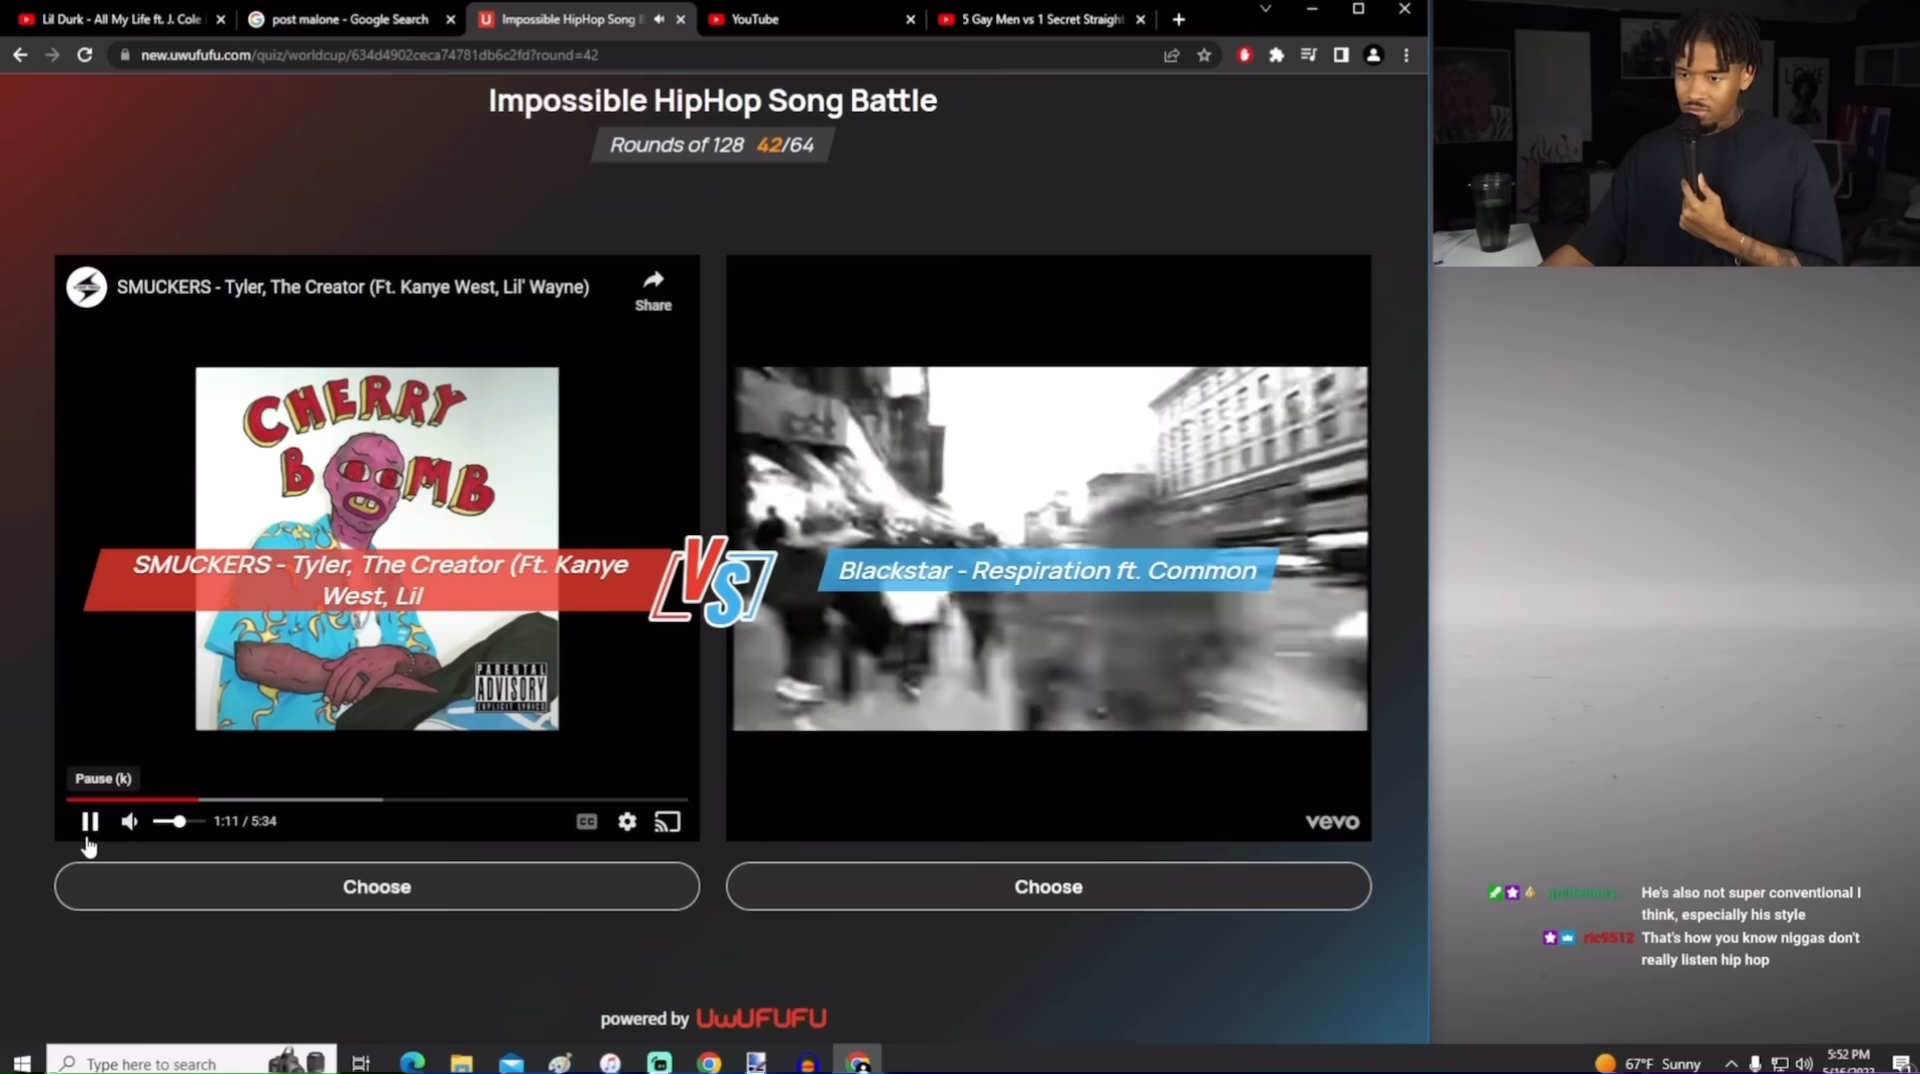 Lil Durk - All My Life ft. J. Cole
post malone - Google Search
Impossible HipHop Song B
YouTube
5 Gay Men vs 1 Secret Straight
new.uwufufu.com/quiz/worldcup/634d4902ceca74781db6c2fd?round=42
Impossible HipHop Song Battle
Rounds of 128 42/64
SMUCKERS - Tyler, The Creator (Ft. Kanye West, Lil' Wayne)
Share
CHERRY
BOMB
SMUCKERS - Tyler, The Creator (Ft. Kanye
West, Lil
PARENTAL
ADVISORY
EXPLICIT LYRICS
VS
Blackstar - Respiration ft. Common
Pause (k)
1:11 / 5:34
CC
vevo
Choose
Choose
He's also not super conventional I
think, especially his style
ric9512 That's how you know niggas don't
really listen hip hop
powered by UwUFUFU
Type here to search
67°F Sunny
5:52 PM